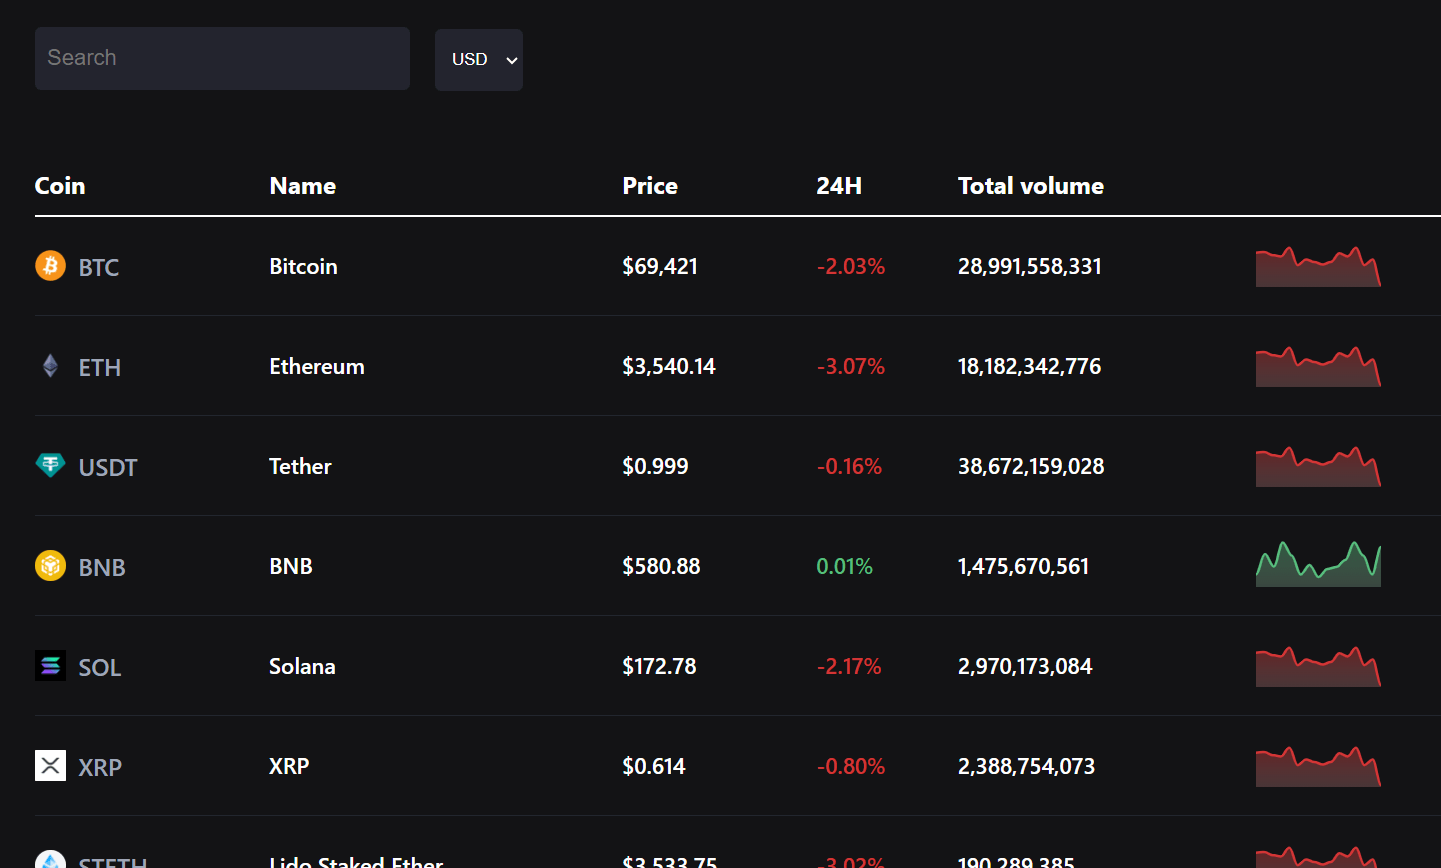 Search USD
Coin Name Price 24H Total volume
BTC Bitcoin $69,421 -2.03% 28,991,558,331
ETH Ethereum $3,540.14 -3.07% 18,182,342,776
USDT Tether $0.999 -0.16% 38,672,159,028
BNB BNB $580.88 0.01% 1,475,670,561
SOL Solana $172.78 -2.17% 2,970,173,084
XRP XRP $0.614 -0.80% 2,388,754,073
STETH Lido Staked Ether $3,533.75 -3.02% 190,289,385